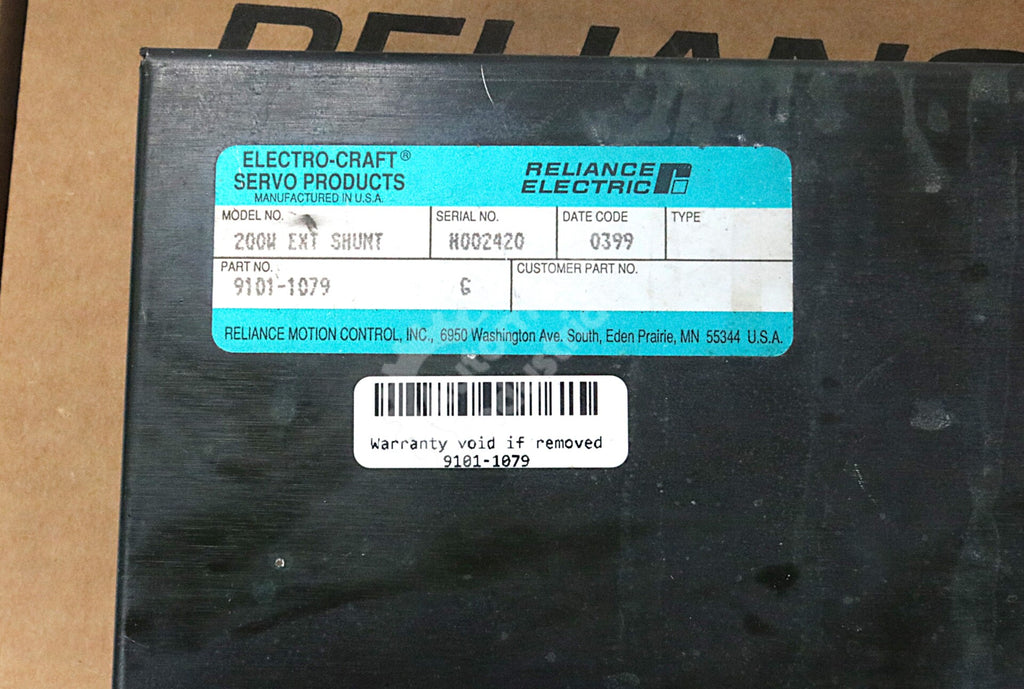 RELIANC
ELECTRO-CRAFT®
SERVO PRODUCTS
MANUFACTURED IN U.S.A.
RELIANCE
ELECTRIC
MODEL NO.
200W EXT SHUNT
SERIAL NO.
H002420
DATE CODE
0399
TYPE
PART NO.
9101-1079 G
CUSTOMER PART NO.
RELIANCE MOTION CONTROL, INC., 6950 Washington Ave. South, Eden Prairie, MN 55344 U.S.A.
Warranty void if removed
9101-1079